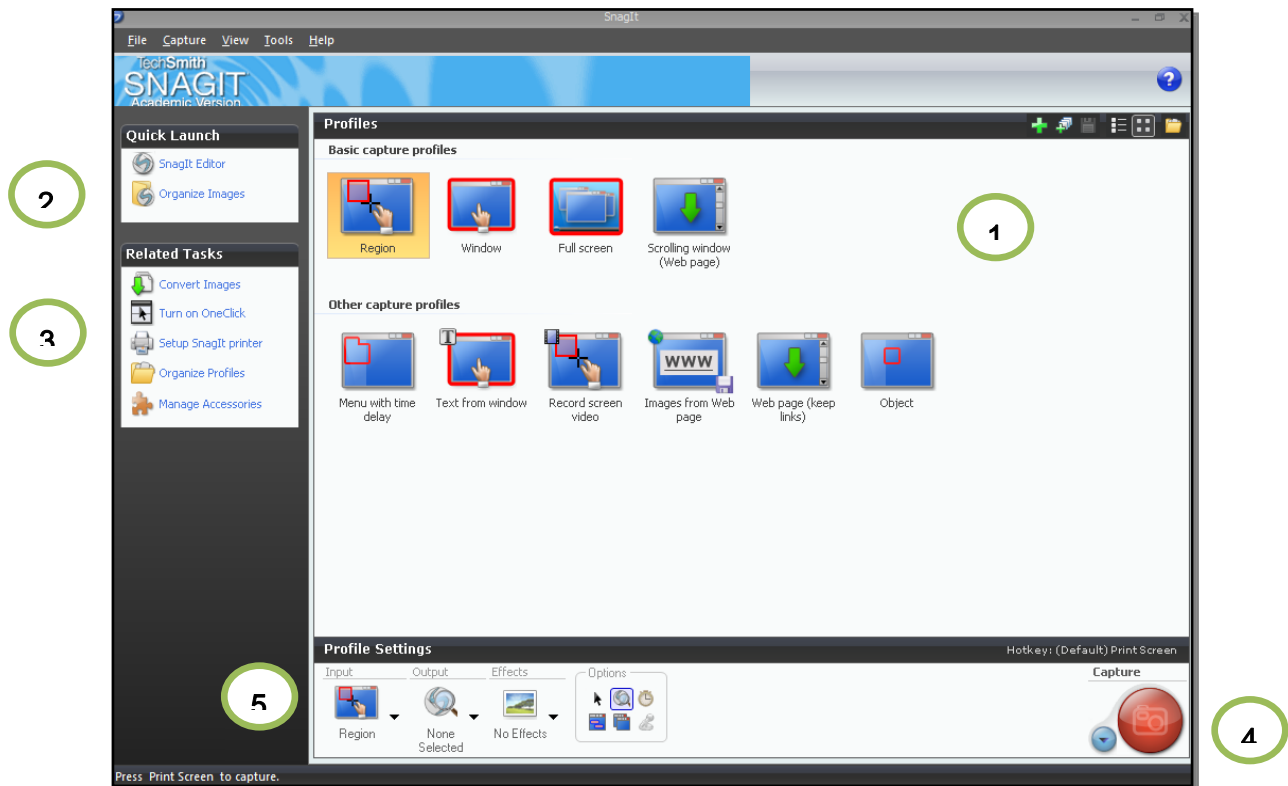 SnagIt
File Capture View Tools Help
TechSmith
SNAGIT
Academic Version
?
Quick Launch
SnagIt Editor
Organize Images
2
Related Tasks
Convert Images
Turn on OneClick
Setup SnagIt printer
Organize Profiles
Manage Accessories
3
Profiles
Basic capture profiles
Region
Window
Full screen
Scrolling window
(Web page)
1
Other capture profiles
Menu with time
delay
T
Text from window
Record screen
video
WWW
Images from Web
page
Web page (keep
links)
Object
Profile Settings
Hotkey: (Default) Print Screen
Input
Output
Effects
Options
Capture
Region
None
Selected
No Effects
5
4
Press Print Screen to capture.